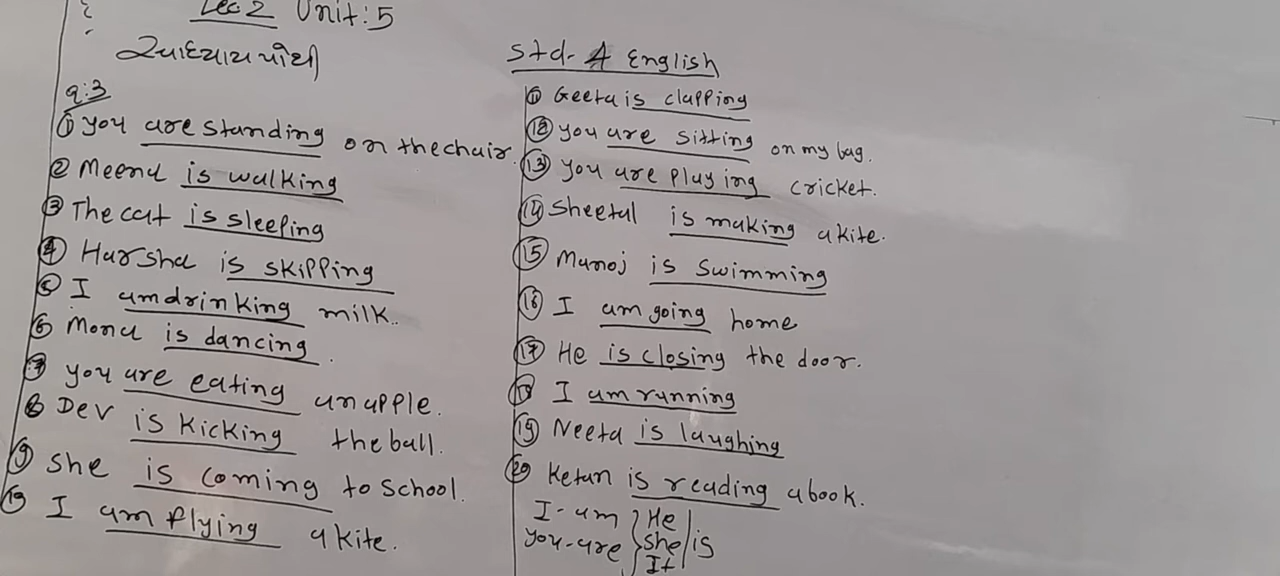 Lec 2 Unit:5
સ્વાધ્યાયપોથી
Std-4 English
q:3
① You are standing on the chair.
② Meena is walking
③ The cat is sleeping
④ Harsha is skipping
⑤ I am drinking milk..
⑥ Mona is dancing.
⑦ you are eating an apple.
⑧ Dev is kicking the ball.
⑨ She is coming to school.
⑩ I am flying a kite.
⑪ Geeta is clapping
⑫ you are sitting on my bag.
⑬ you are playing cricket.
⑭ Sheetal is making a kite.
⑮ Manoj is swimming
⑯ I am going home
⑰ He is closing the door.
⑱ I am running
⑲ Neeta is laughing
⑳ Ketan is reading a book.
I - am } He
you - are } She } is
It